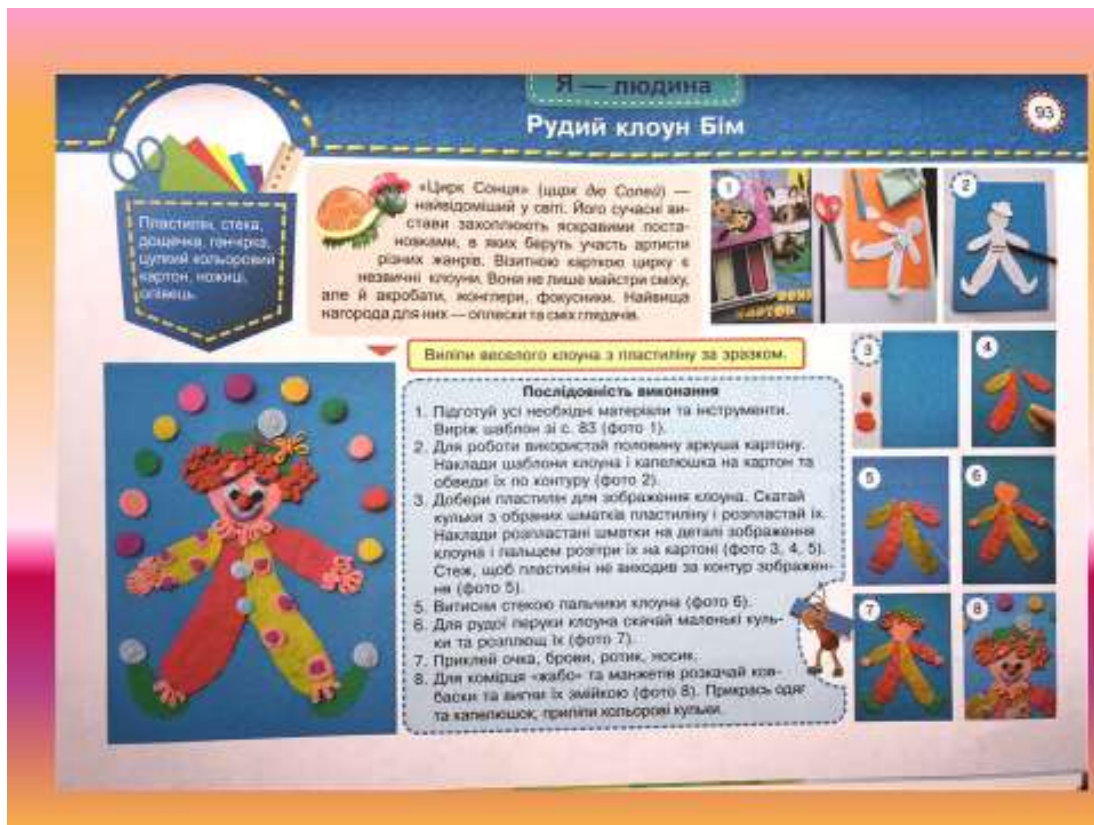 Я — людина
Рудий клоун Бім
93
Пластилін, стека,
дощечка, ганчірка,
цупкий кольоровий
картон, ножиці,
олівець.
«Цирк Сонця» (цирк дю Солей) —
найвідоміший у світі. Його сучасні ви-
стави захоплюють яскравими поста-
новками, в яких беруть участь артисти
різних жанрів. Візитною карткою цирку є
незвичні клоуни. Вони не лише майстри сміху,
але й акробати, жонглери, фокусники. Найвища
нагорода для них — оплески та сміх глядачів.
1
2
Виліпи веселого клоуна з пластиліну за зразком.
3
4
Послідовність виконання
1. Підготуй усі необхідні матеріали та інструменти.
Виріж шаблон зі с. 83 (фото 1).
2. Для роботи використай половину аркуша картону.
Наклади шаблони клоуна і капелюшка на картон та
обведи їх по контуру (фото 2).
3. Добери пластилін для зображення клоуна. Скатай
кульки з обраних шматків пластиліну і розпластай їх.
Наклади розпластані шматки на деталі зображення
клоуна і пальцем розітри їх на картоні (фото 3, 4, 5).
Стеж, щоб пластилін не виходив за контур зображен-
ня (фото 5).
5. Витисни стекою пальчики клоуна (фото 6).
6. Для рудої перуки клоуна скачай маленькі куль-
ки та розплющ їх (фото 7).
7. Приклей очка, брови, ротик, носик.
8. Для комірця «жабо» та манжетів розкачай ков-
баски та вигни їх змійкою (фото 8). Прикрась одяг
та капелюшок, приліпи кольорові кульки.
5
6
7
8